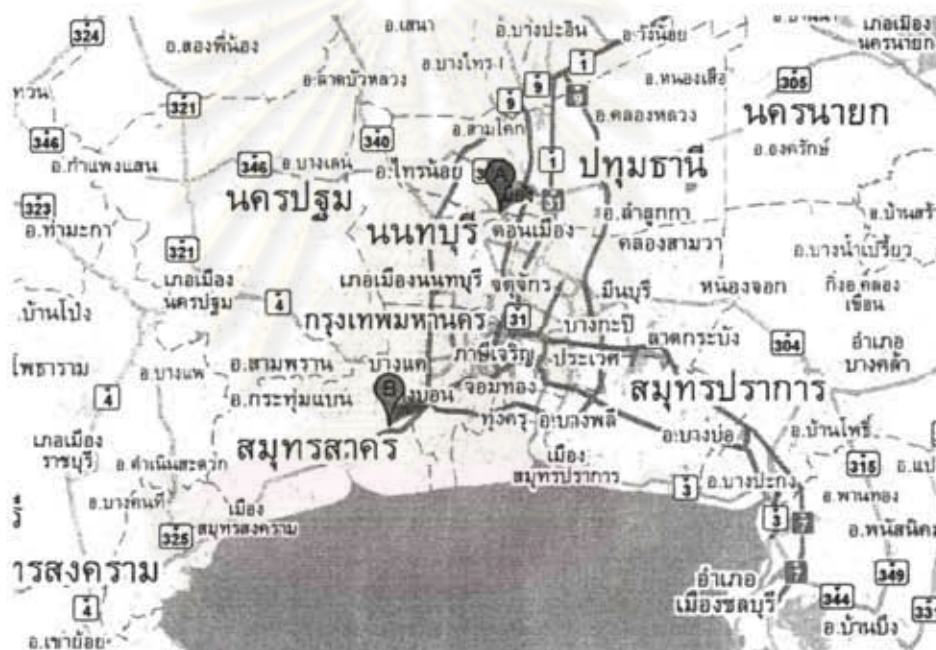 324
อ.สองพี่น้อง
อ.เสนา
อ.บางปะอิน
อ.วังน้อย
เภอเมือง
นครนายก
อ.ลาดบัวหลวง
อ.บางไทร
1
9
9
อ.หนองเสือ
305
ทวน
321
อ.คลองหลวง
นครนายก
346
340
อ.สามโคก
อ.องครักษ์
อ.กำแพงแสน
346
อ.บางเลน
อ.ไทรน้อย
3
A
1
ปทุมธานี
นครปฐม
323
อ.ท่ามะกา
นนทบุรี
ดอนเมือง
อ.ลำลูกกา
คลองสามวา
อ.บ้านสร้
321
อ.บางน้ำเปรี้ยว
เภอเมือง
นครปฐม
เภอเมืองนนทบุรี
จตุจักร
มีนบุรี
หนองจอก
กิ่งอ.คลอง
เขื่อน
.บ้านโป่ง
4
กรุงเทพมหานคร
31
บางกะปิ
ลาดกระบัง
304
อำเภอ
บางคล้า
โพธาราม
อ.บางแพ
อ.สามพราน
บางแค
ภาษีเจริญ
ประเวศ
4
อ.กระทุ่มแบน
B
งบอน
จอมทอง
สมุทรปราการ
ทุ่งครุ
อ.บางพลี
เภอเมือง
ราชบุรี
สมุทรสาคร
อ.บางบ่อ
อ.บ้านโพธิ์
อ.ดำเนินสะดวก
เมือง
สมุทรปราการ
315
อ.แป
อ.บางคนที
เมือง
สมุทรสงคราม
3
อ.บางปะกง
อ.พานทอง
325
3
7
อ.พนัสนิคม
ารสงคราม
อำเภอ
เมืองชลบุรี
7
349
4
344
331
อ.เขาย้อย
อ.บ้านบึง